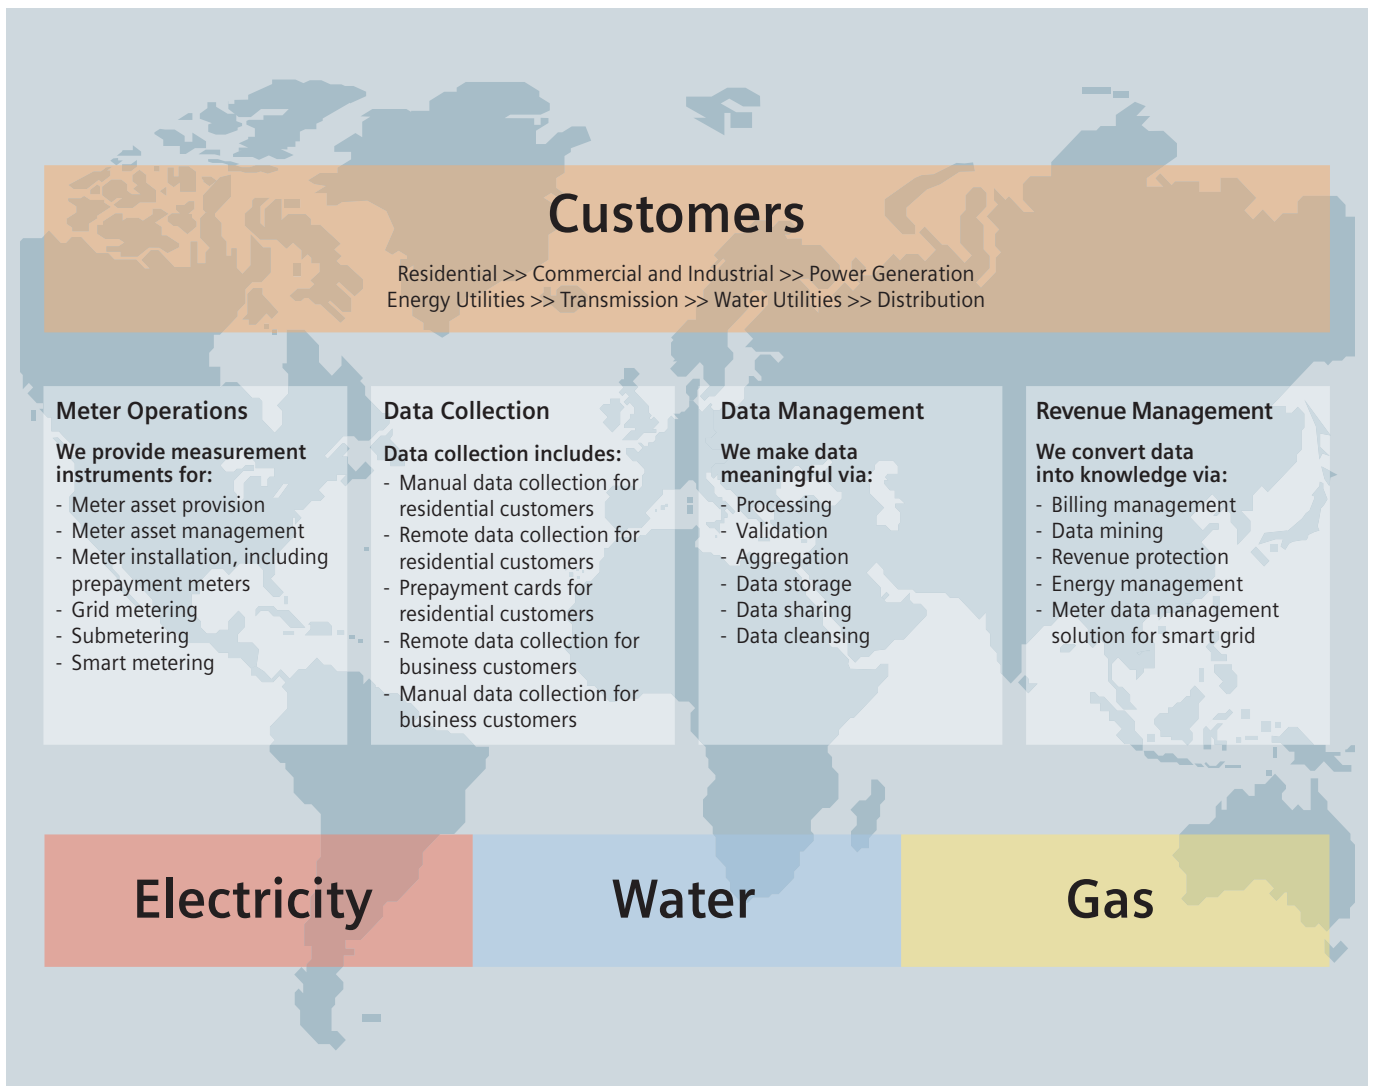 Customers
Residential >> Commercial and Industrial >> Power Generation
Energy Utilities >> Transmission >> Water Utilities >> Distribution
Meter Operations
We provide measurement
instruments for:
- Meter asset provision
- Meter asset management
- Meter installation, including
prepayment meters
- Grid metering
- Submetering
- Smart metering
Data Collection
Data collection includes:
- Manual data collection for
residential customers
- Remote data collection for
residential customers
- Prepayment cards for
residential customers
- Remote data collection for
business customers
- Manual data collection for
business customers
Data Management
We make data
meaningful via:
- Processing
- Validation
- Aggregation
- Data storage
- Data sharing
- Data cleansing
Revenue Management
We convert data
into knowledge via:
- Billing management
- Data mining
- Revenue protection
- Energy management
- Meter data management
solution for smart grid
Electricity
Water
Gas